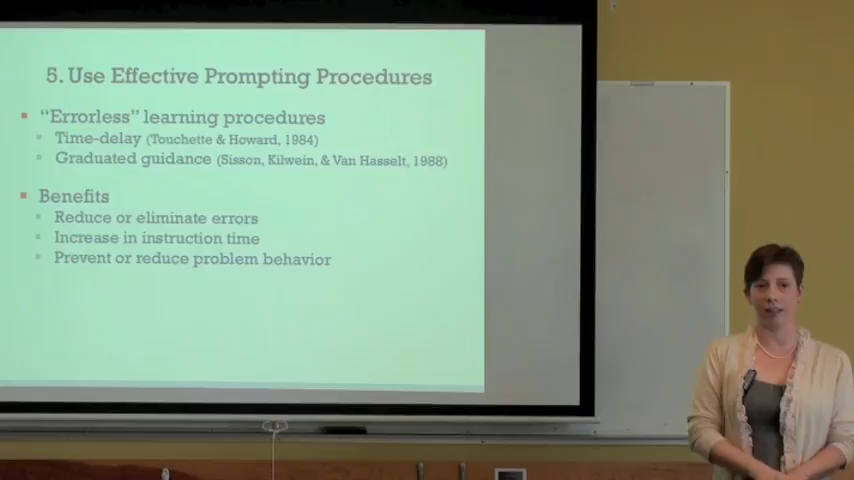 5. Use Effective Prompting Procedures
"Errorless" learning procedures
Time-delay (Touchette & Howard, 1984)
Graduated guidance (Sisson, Kilwein, & Van Hasselt, 1988)
Benefits
Reduce or eliminate errors
Increase in instruction time
Prevent or reduce problem behavior